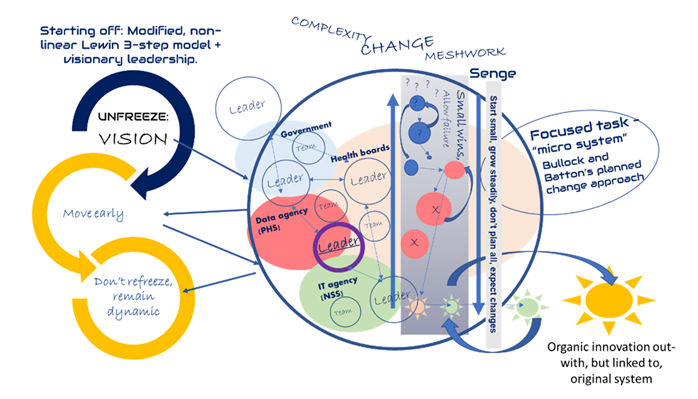 Starting off: Modified, non-
linear Lewin 3-step model +
visionary leadership.
UNFREEZE:
VISION
Move early
Don't refreeze,
remain
dynamic
COMPLEXITY
CHANGE
MESHWORK
Leader
Government
Team
Leader
Health boards
Leader
Data agency
(PHS)
Team
Team
Leader
IT agency
(NSS)
Team
Leader
? ? ? ?
?
?
Small wins,
Allow failure
X
X
Senge
Start small, grow steadily, don't plan all, expect changes
Focused task -
"micro system"
Bullock and
Batton's planned
change approach
Organic innovation out-
with, but linked to,
original system